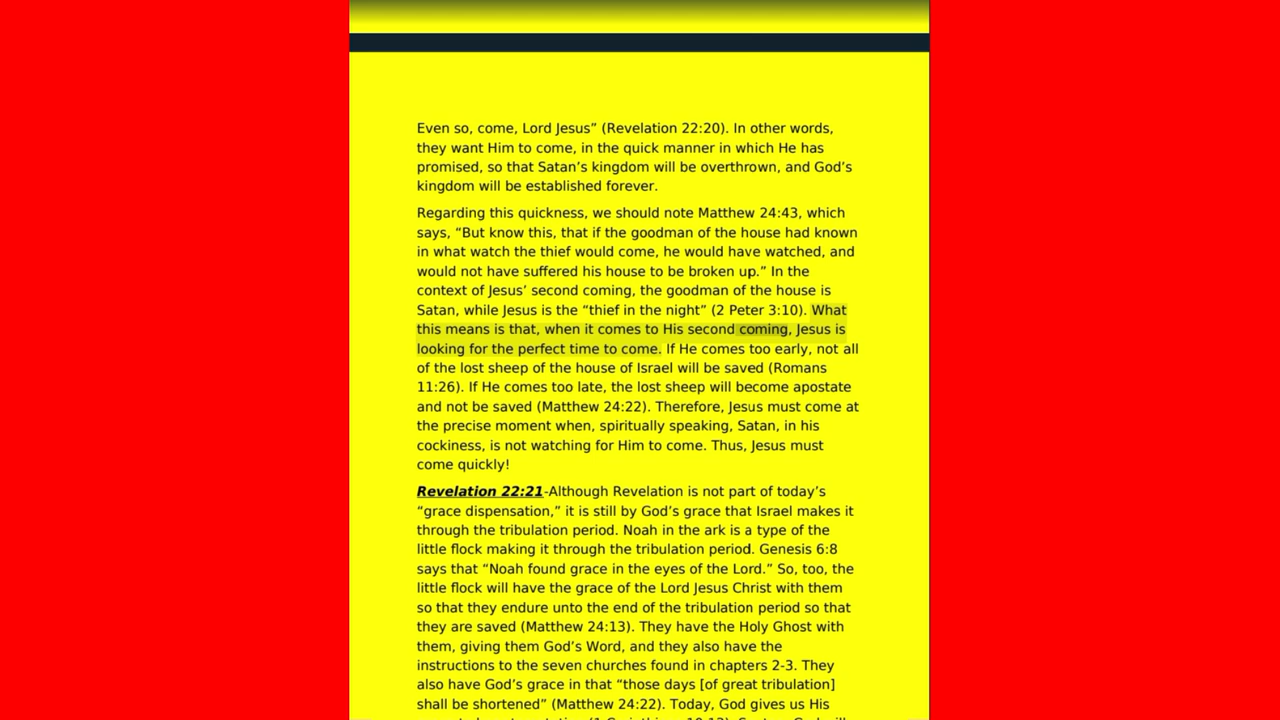 Even so, come, Lord Jesus” (Revelation 22:20). In other words,
they want Him to come, in the quick manner in which He has
promised, so that Satan’s kingdom will be overthrown, and God’s
kingdom will be established forever.
Regarding this quickness, we should note Matthew 24:43, which
says, “But know this, that if the goodman of the house had known
in what watch the thief would come, he would have watched, and
would not have suffered his house to be broken up.” In the
context of Jesus’ second coming, the goodman of the house is
Satan, while Jesus is the “thief in the night” (2 Peter 3:10). What
this means is that, when it comes to His second coming, Jesus is
looking for the perfect time to come. If He comes too early, not all
of the lost sheep of the house of Israel will be saved (Romans
11:26). If He comes too late, the lost sheep will become apostate
and not be saved (Matthew 24:22). Therefore, Jesus must come at
the precise moment when, spiritually speaking, Satan, in his
cockiness, is not watching for Him to come. Thus, Jesus must
come quickly!
Revelation 22:21-Although Revelation is not part of today’s
“grace dispensation,” it is still by God’s grace that Israel makes it
through the tribulation period. Noah in the ark is a type of the
little flock making it through the tribulation period. Genesis 6:8
says that “Noah found grace in the eyes of the Lord.” So, too, the
little flock will have the grace of the Lord Jesus Christ with them
so that they endure unto the end of the tribulation period so that
they are saved (Matthew 24:13). They have the Holy Ghost with
them, giving them God’s Word, and they also have the
instructions to the seven churches found in chapters 2-3. They
also have God’s grace in that “those days [of great tribulation]
shall be shortened” (Matthew 24:22). Today, God gives us His